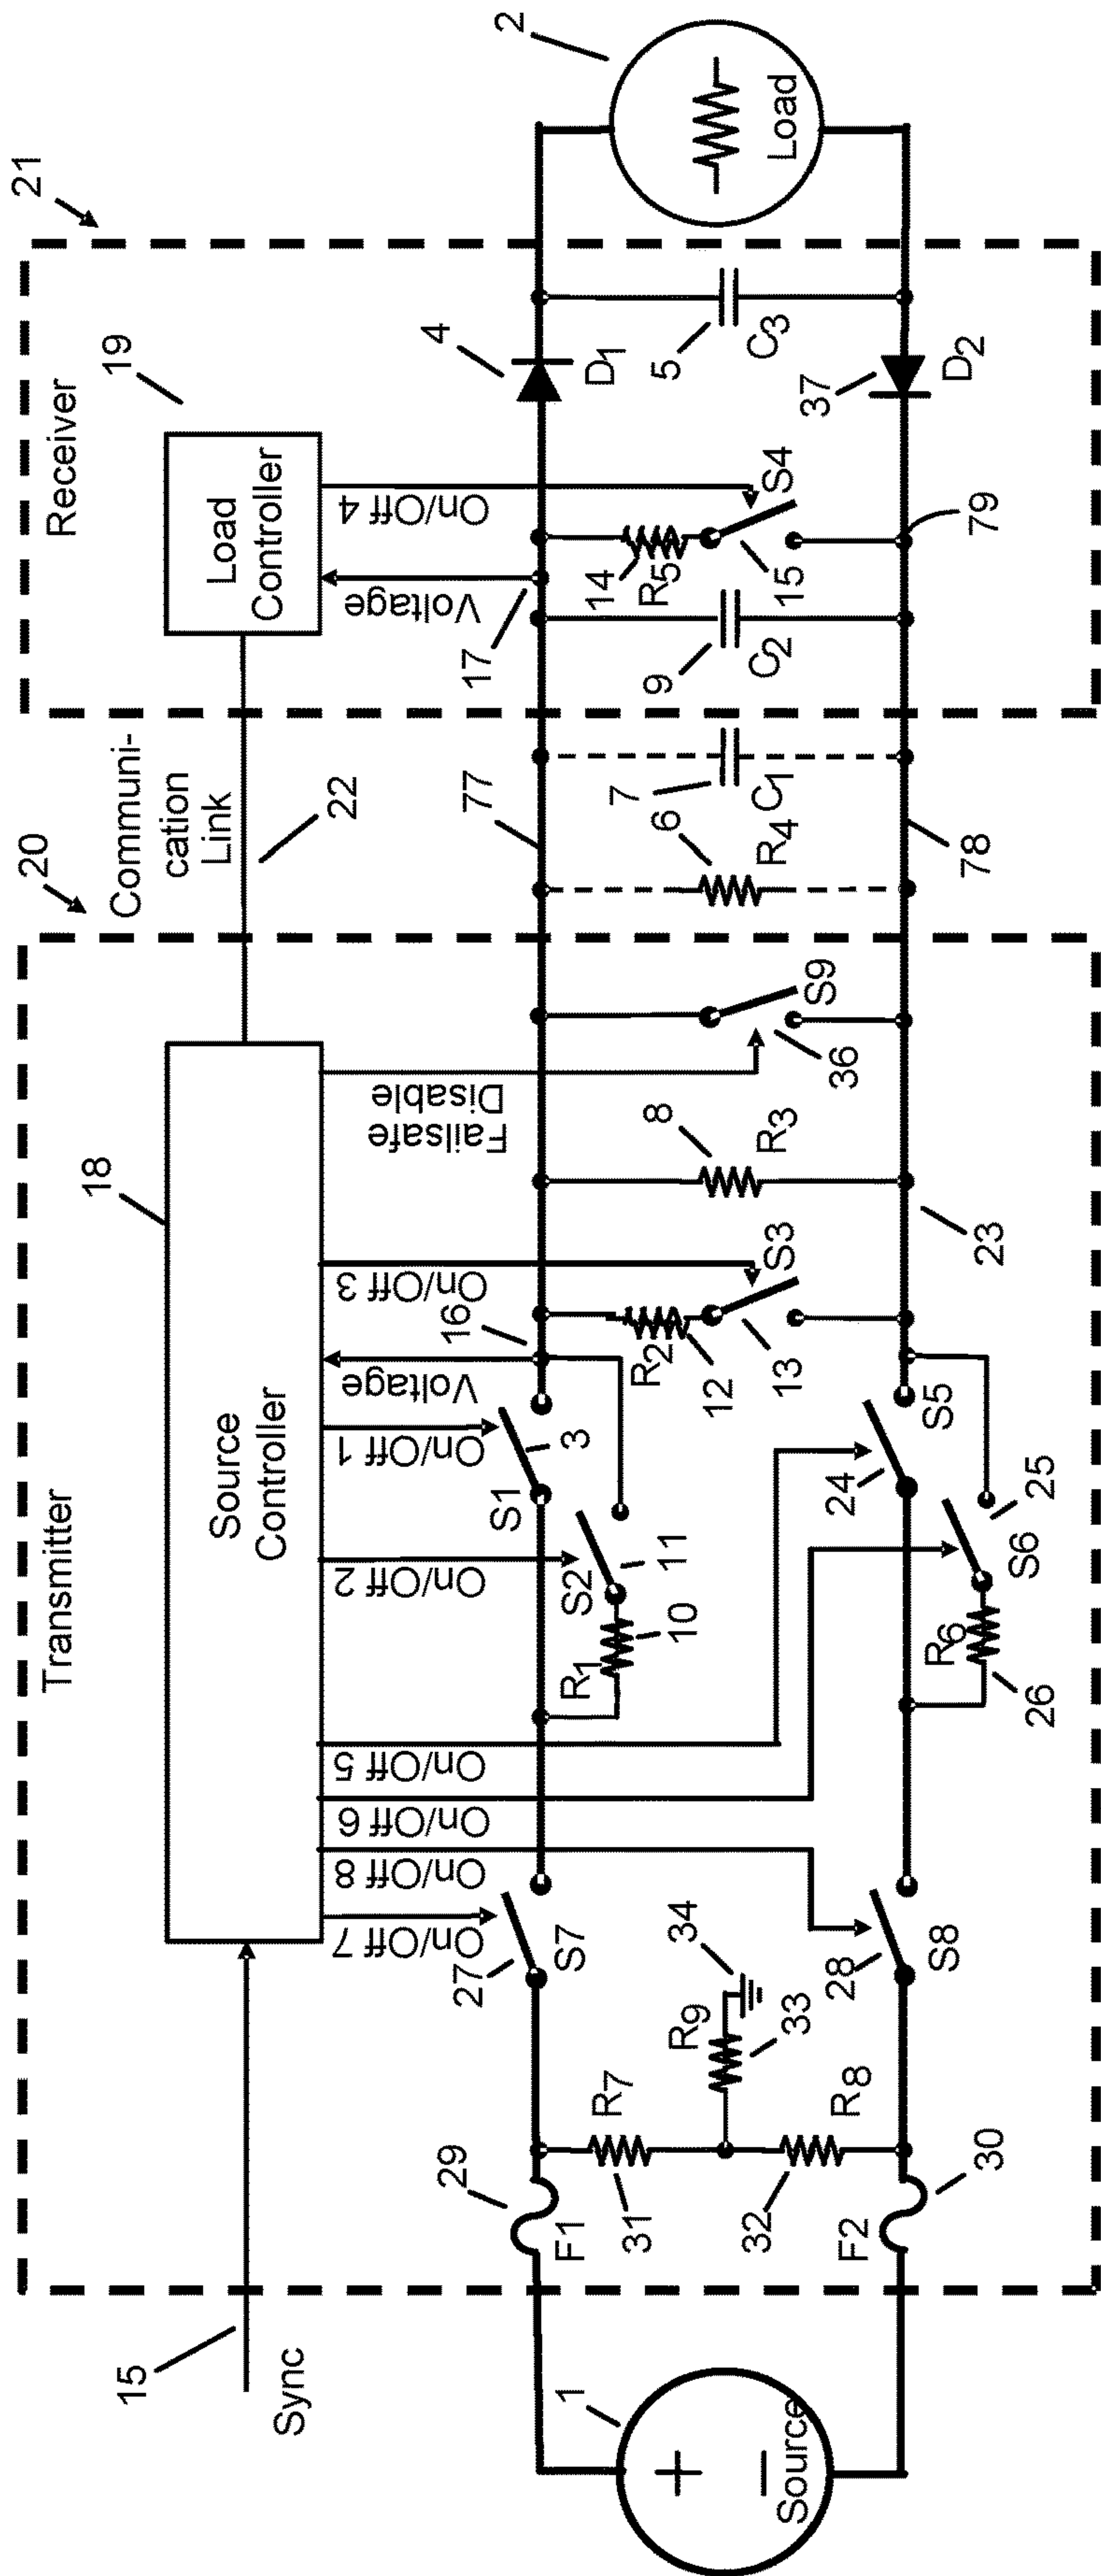 20
21
Transmitter
Communi-
cation
Link
Receiver
18
22
19
15
Sync
Source
Controller
Load
Controller
On/Off 7
On/Off 8
On/Off 6
On/Off 5
On/Off 2
On/Off 1
Voltage
On/Off 3
Failsafe
Disable
Voltage
On/Off 4
1
+
−
Source
29
F1
27
S7
S1
3
16
77
17
4
D1
2
Load
R1
10
S2
11
31
R7
R9
33
34
32
R8
R2
12
13
S3
8
R3
36
S9
6
R4
7
C1
9
C2
14
R5
15
S4
5
C3
F2
30
28
S8
24
S5
23
78
79
37
D2
26
R6
S6
25